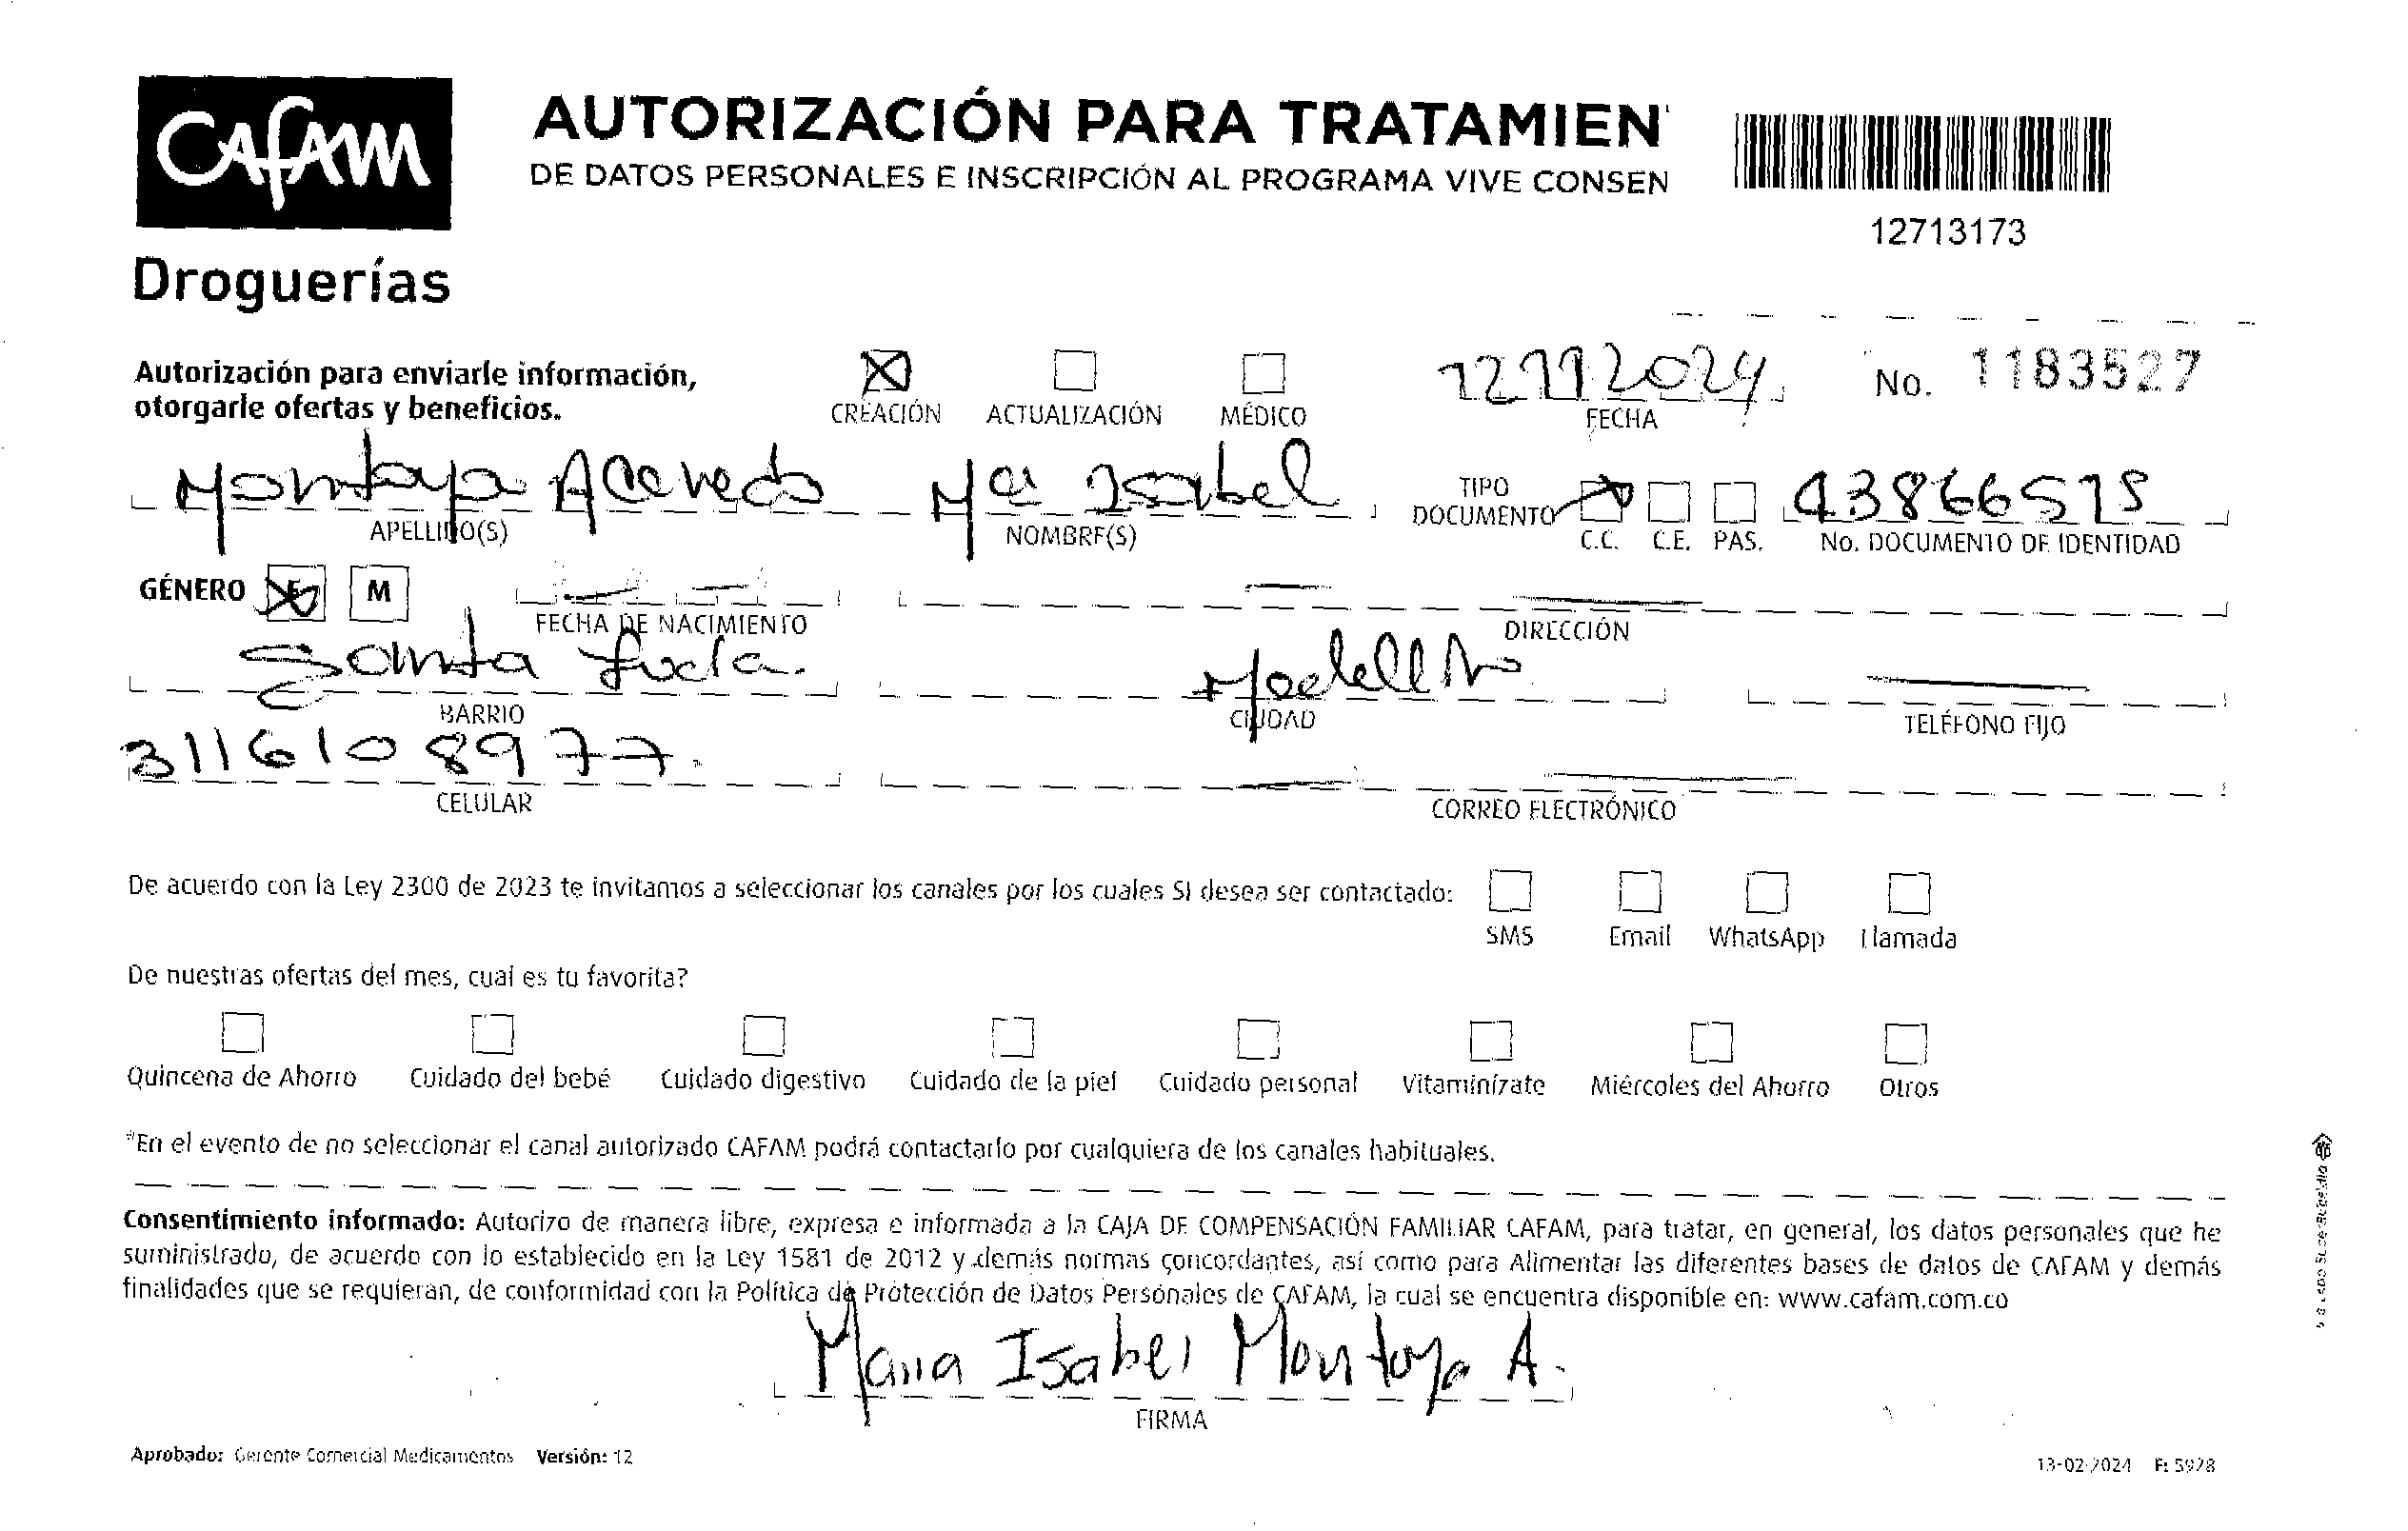 CAFAM
Droguerías
AUTORIZACIÓN PARA TRATAMIEN
DE DATOS PERSONALES E INSCRIPCIÓN AL PROGRAMA VIVE CONSEN
12713173
Autorización para enviarle información,
otorgarle ofertas y beneficios.
CREACIÓN ACTUALIZACIÓN MÉDICO
12112024
FECHA
No. 1183527
Montoya Acevedo
APELLIDO(S)
Mª Isabel
NOMBRE(S)
TIPO
DOCUMENTO
C.C. C.E. PAS.
43866515
No. DOCUMENTO DE IDENTIDAD
GÉNERO F M
FECHA DE NACIMIENTO
DIRECCIÓN
Santa Lucia.
BARRIO
Medellín
CIUDAD
TELÉFONO FIJO
3116108977.
CELULAR
CORREO ELECTRÓNICO
De acuerdo con la Ley 2300 de 2023 te invitamos a seleccionar los canales por los cuales SI desea ser contactado:
SMS Email WhatsApp Llamada
De nuestras ofertas del mes, cual es tu favorita?
Quincena de Ahorro Cuidado del bebé Cuidado digestivo Cuidado de la piel Cuidado personal Vitamínízate Miércoles del Ahorro Otros
*En el evento de no seleccionar el canal autorizado CAFAM podrá contactarlo por cualquiera de los canales habituales.
Consentimiento informado: Autorizo de manera libre, expresa e informada a la CAJA DE COMPENSACIÓN FAMILIAR CAFAM, para tratar, en general, los datos personales que he
suministrado, de acuerdo con lo establecido en la Ley 1581 de 2012 y demás normas concordantes, así como para Alimentar las diferentes bases de datos de CAFAM y demás
finalidades que se requieran, de conformidad con la Política de Protección de Datos Personales de CAFAM, la cual se encuentra disponible en: www.cafam.com.co
Maria Isabel Montoya A.
FIRMA
Aprobado: Gerente Comercial Medicamentos Versión: 12
13-02-2024 F: 5928